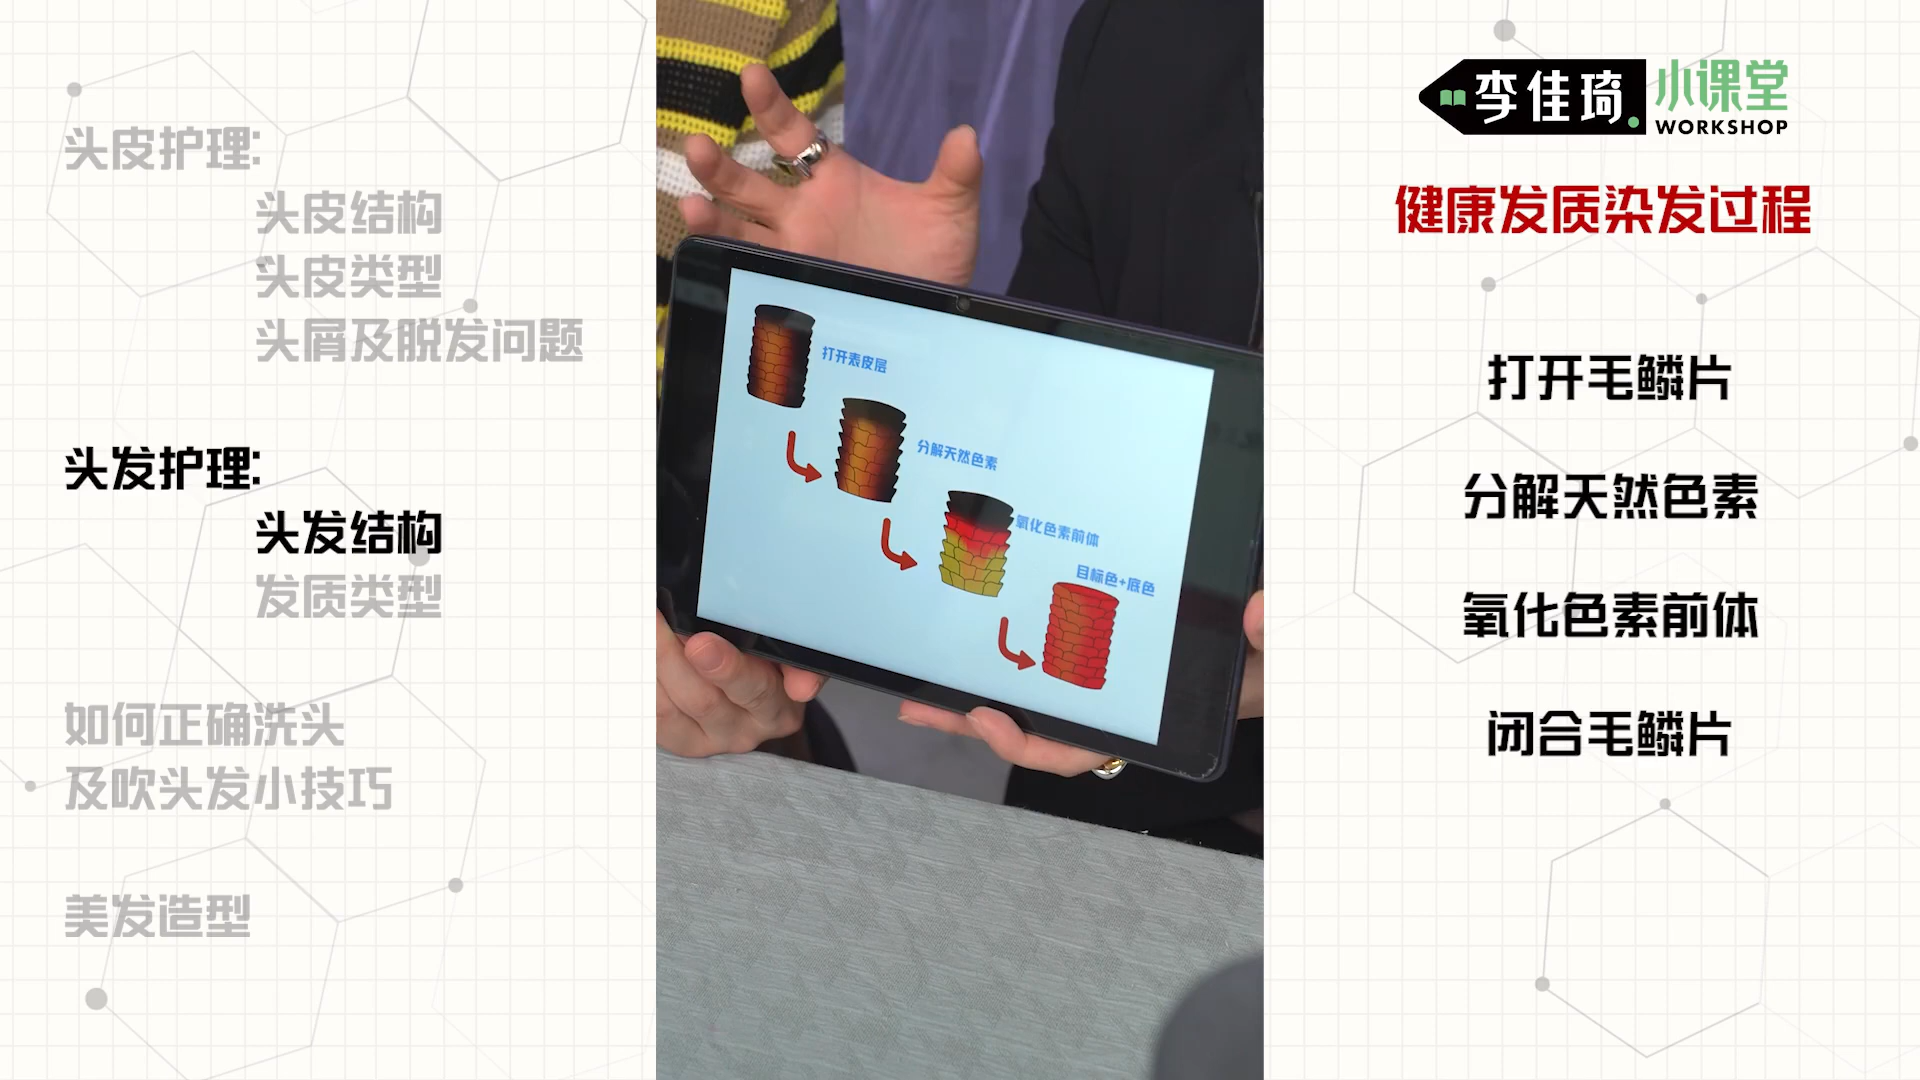 头皮护理:
头皮结构
头皮类型
头屑及脱发问题
头发护理:
头发结构
发质类型
如何正确洗头
及吹头发小技巧
美发造型
打开表皮层
分解天然色素
氧化色素前体
目标色+底色
李佳琦小课堂
WORKSHOP
健康发质染发过程
打开毛鳞片
分解天然色素
氧化色素前体
闭合毛鳞片